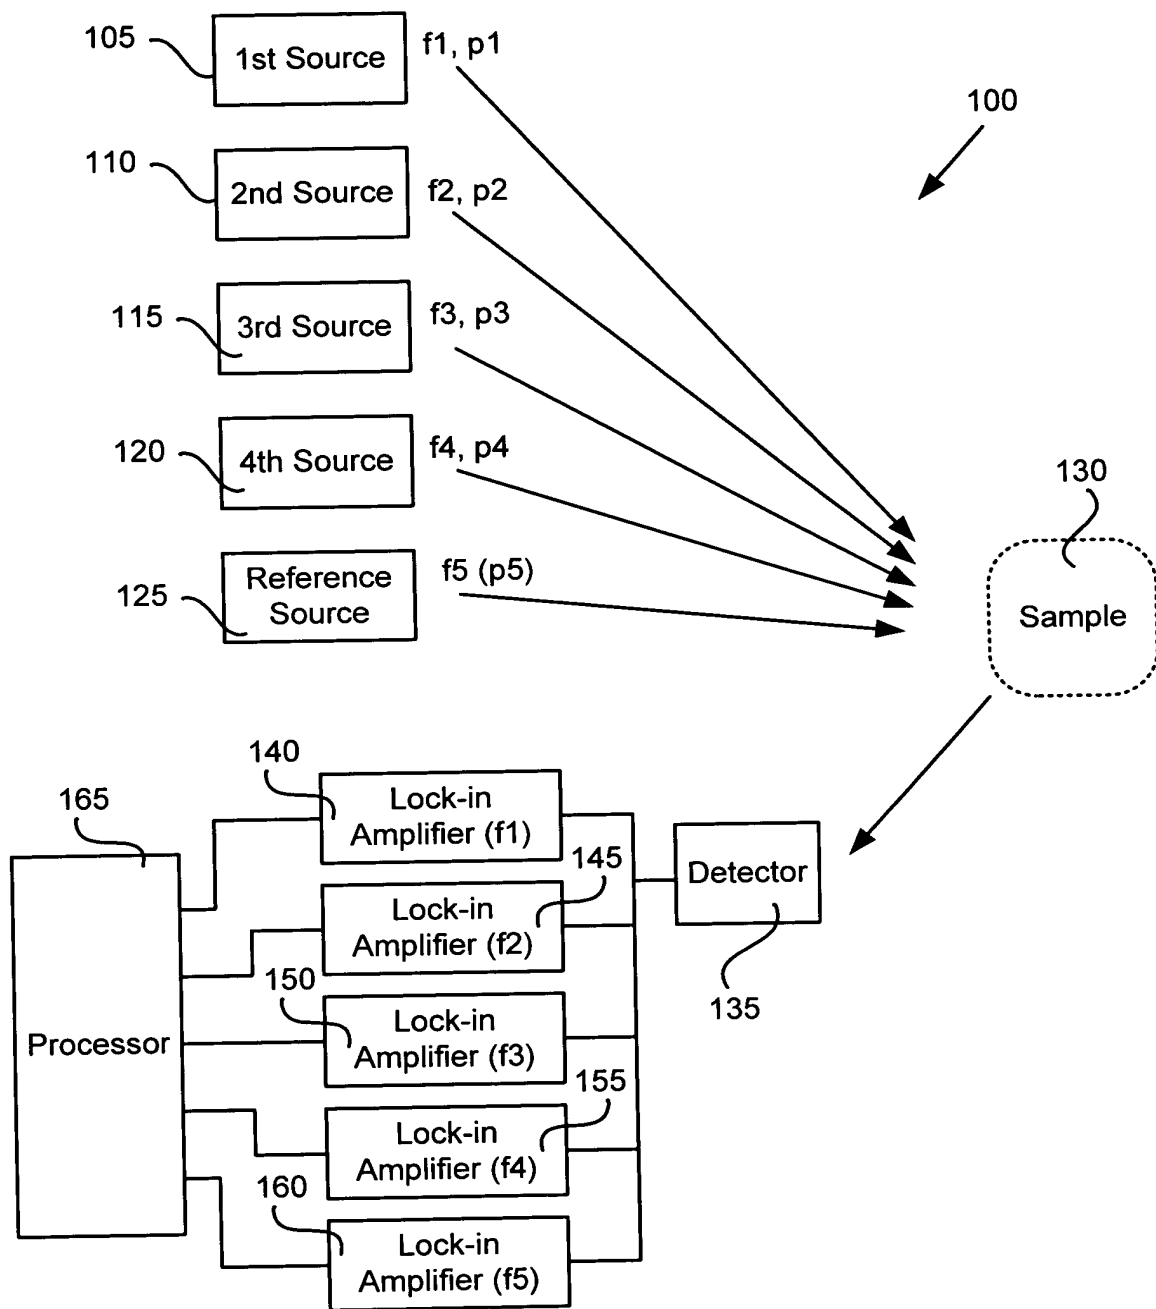 105
1st Source
f1, p1
100
110
2nd Source
f2, p2
115
3rd Source
f3, p3
120
4th Source
f4, p4
130
125
Reference
Source
f5 (p5)
Sample
140
165
Lock-in
Amplifier (f1)
145
Detector
Lock-in
Amplifier (f2)
135
150
Processor
Lock-in
Amplifier (f3)
155
Lock-in
Amplifier (f4)
160
Lock-in
Amplifier (f5)